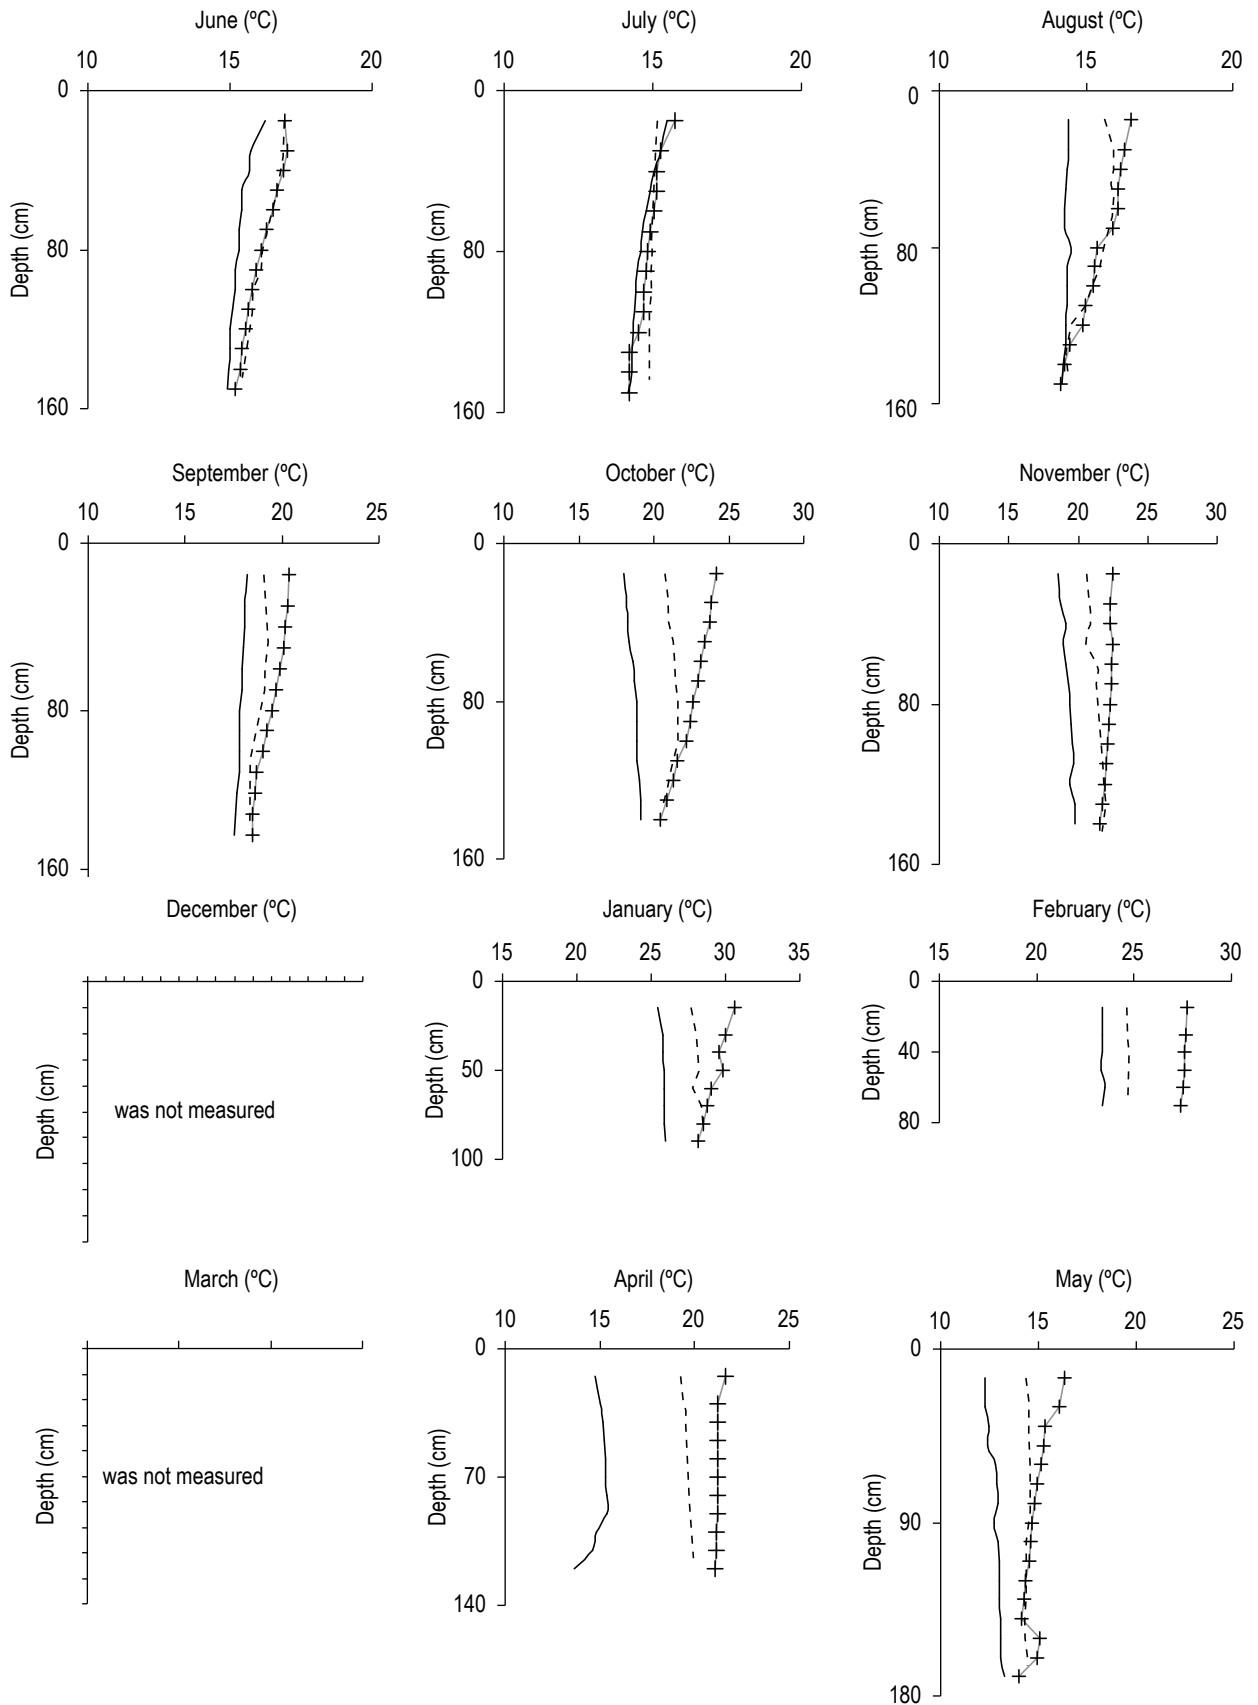 June (ºC)
July (ºC)
August (ºC)
10 15 20
10 15 20
10 15 20
0
80
160
Depth (cm)
0
80
160
Depth (cm)
0
80
160
Depth (cm)
September (ºC)
October (ºC)
November (ºC)
10 15 20 25
10 15 20 25 30
10 15 20 25 30
0
80
160
Depth (cm)
0
80
160
Depth (cm)
0
80
160
Depth (cm)
December (ºC)
January (ºC)
February (ºC)
15 20 25 30 35
15 20 25 30
Depth (cm)
was not measured
0
50
100
Depth (cm)
0
40
80
Depth (cm)
March (ºC)
April (ºC)
May (ºC)
10 15 20 25
10 15 20 25
Depth (cm)
was not measured
0
70
140
Depth (cm)
0
90
180
Depth (cm)